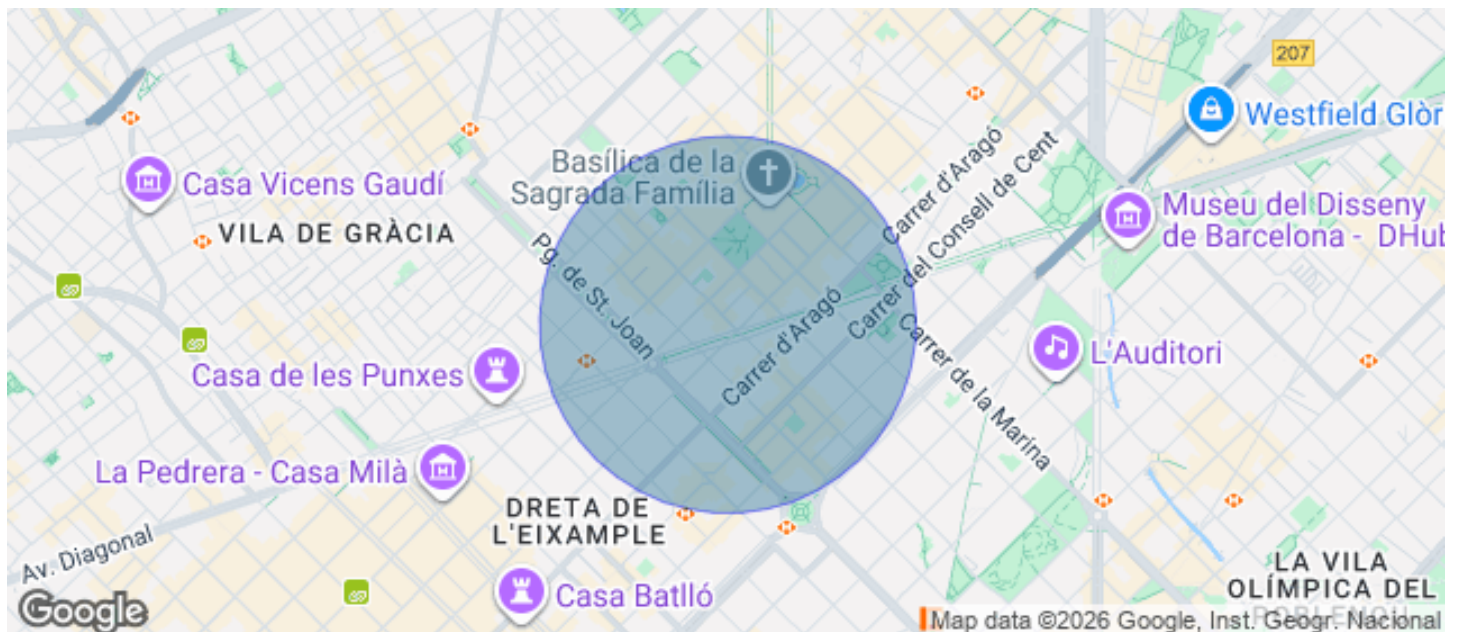 207
Westfield Glòr
Basílica de la
Sagrada Família
Carrer d'Aragó
Carrer del Consell de Cent
Casa Vicens Gaudí
VILA DE GRÀCIA
Museu del Disseny
de Barcelona - DHub
Pg. de St. Joan
Carrer d'Aragó
Carrer de la Marina
L'Auditori
Casa de les Punxes
La Pedrera - Casa Milà
DRETA DE
L'EIXAMPLE
Av. Diagonal
Casa Batlló
LA VILA
OLÍMPICA DEL
Google
Map data ©2026 Google, Inst. Geogr. Nacional